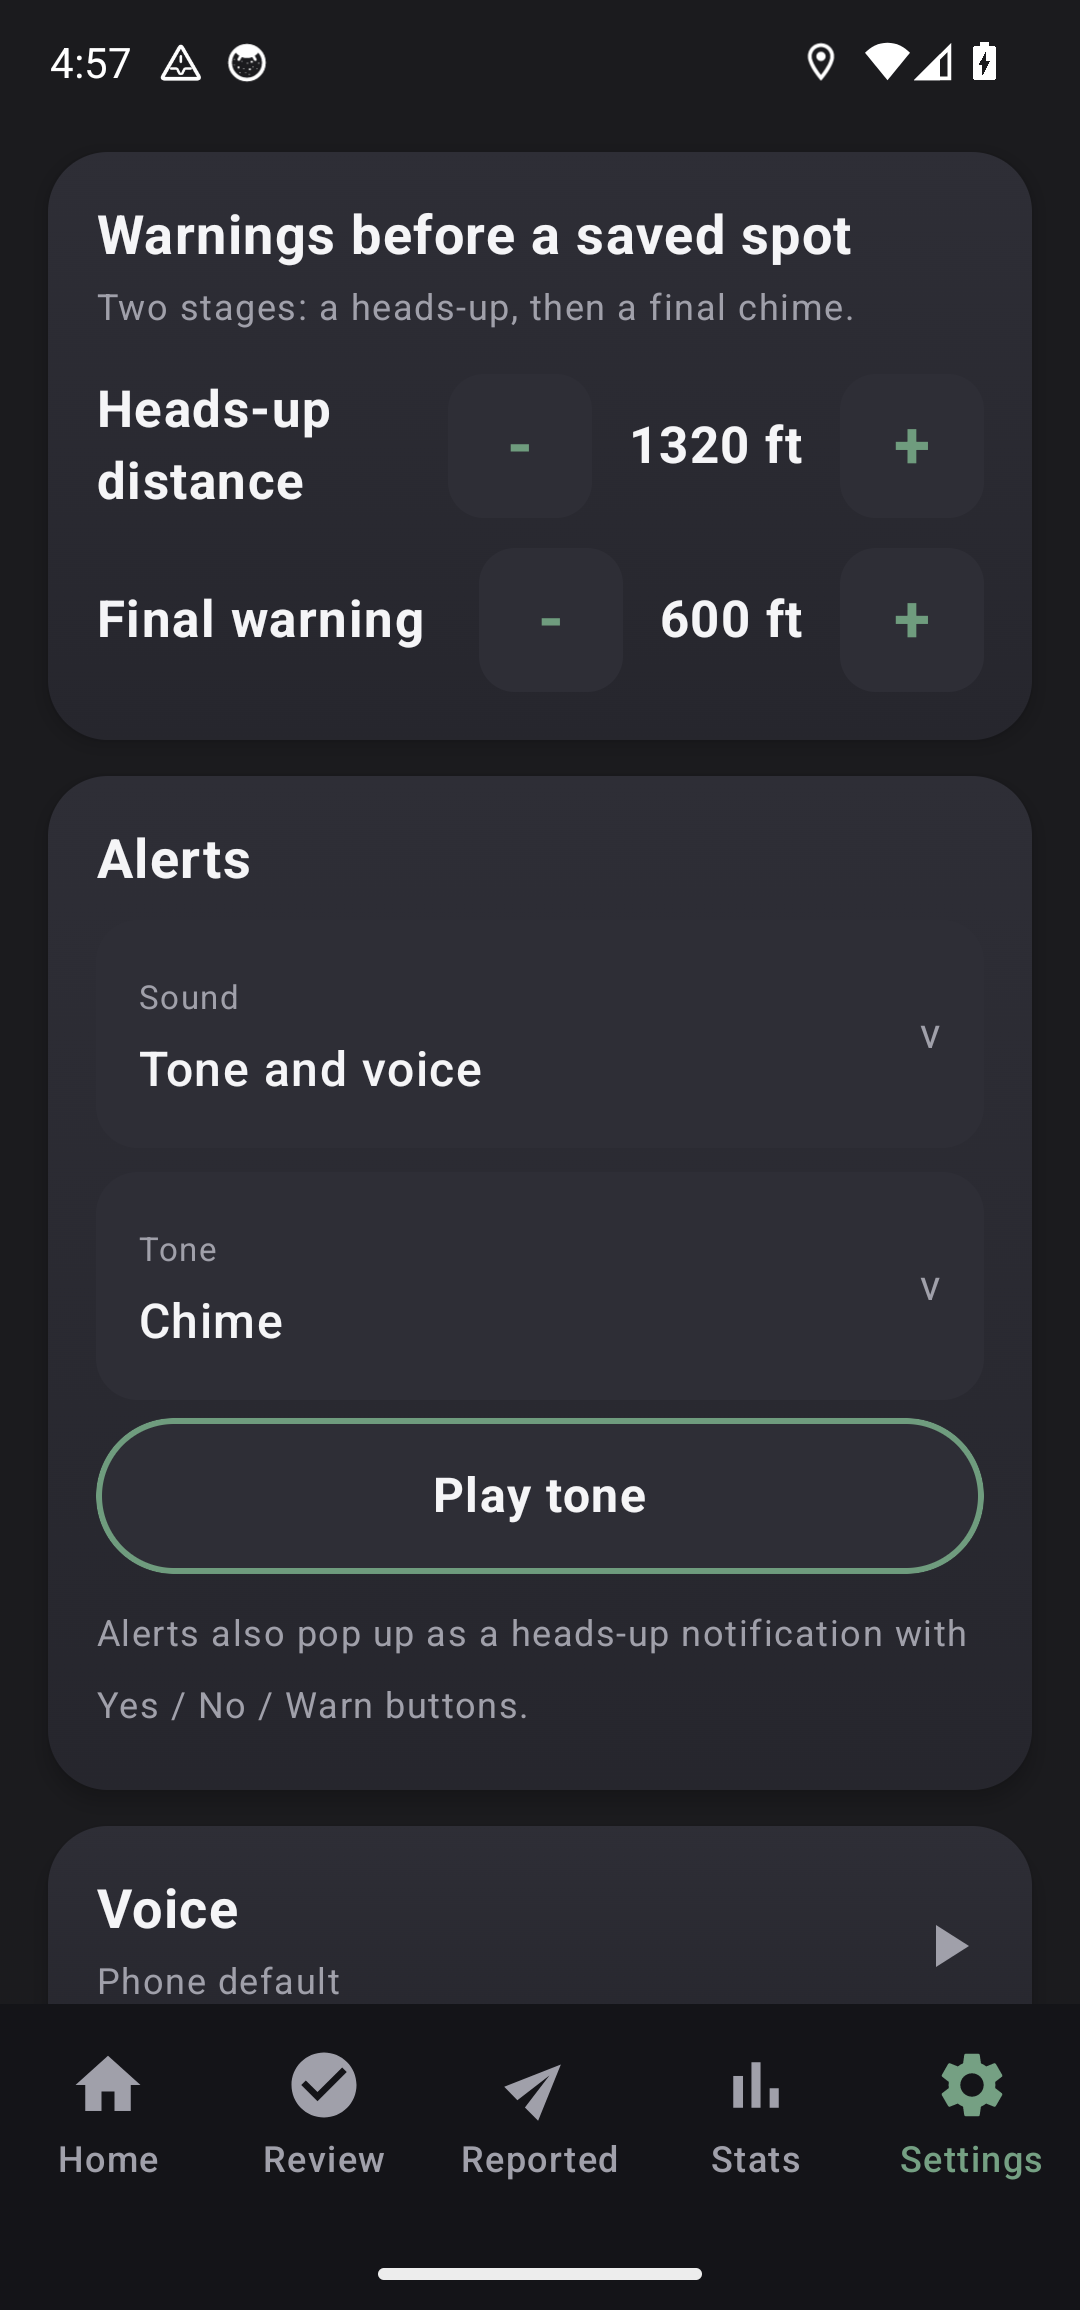 4:57
Warnings before a saved spot
Two stages: a heads-up, then a final chime.
Heads-up
distance
-
1320 ft
+
Final warning
-
600 ft
+
Alerts
Sound
Tone and voice
v
Tone
Chime
v
Play tone
Alerts also pop up as a heads-up notification with
Yes / No / Warn buttons.
Voice
Phone default
Home
Review
Reported
Stats
Settings